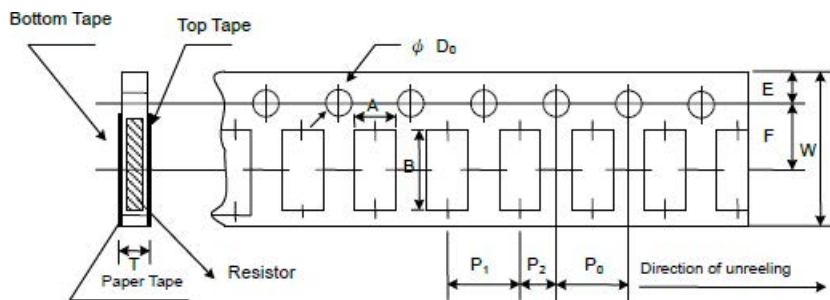 Bottom Tape
Top Tape
ϕ D₀
E
A
F
W
B
T
P₁
P₂
P₀
Direction of unreeling
Resistor
Paper Tape